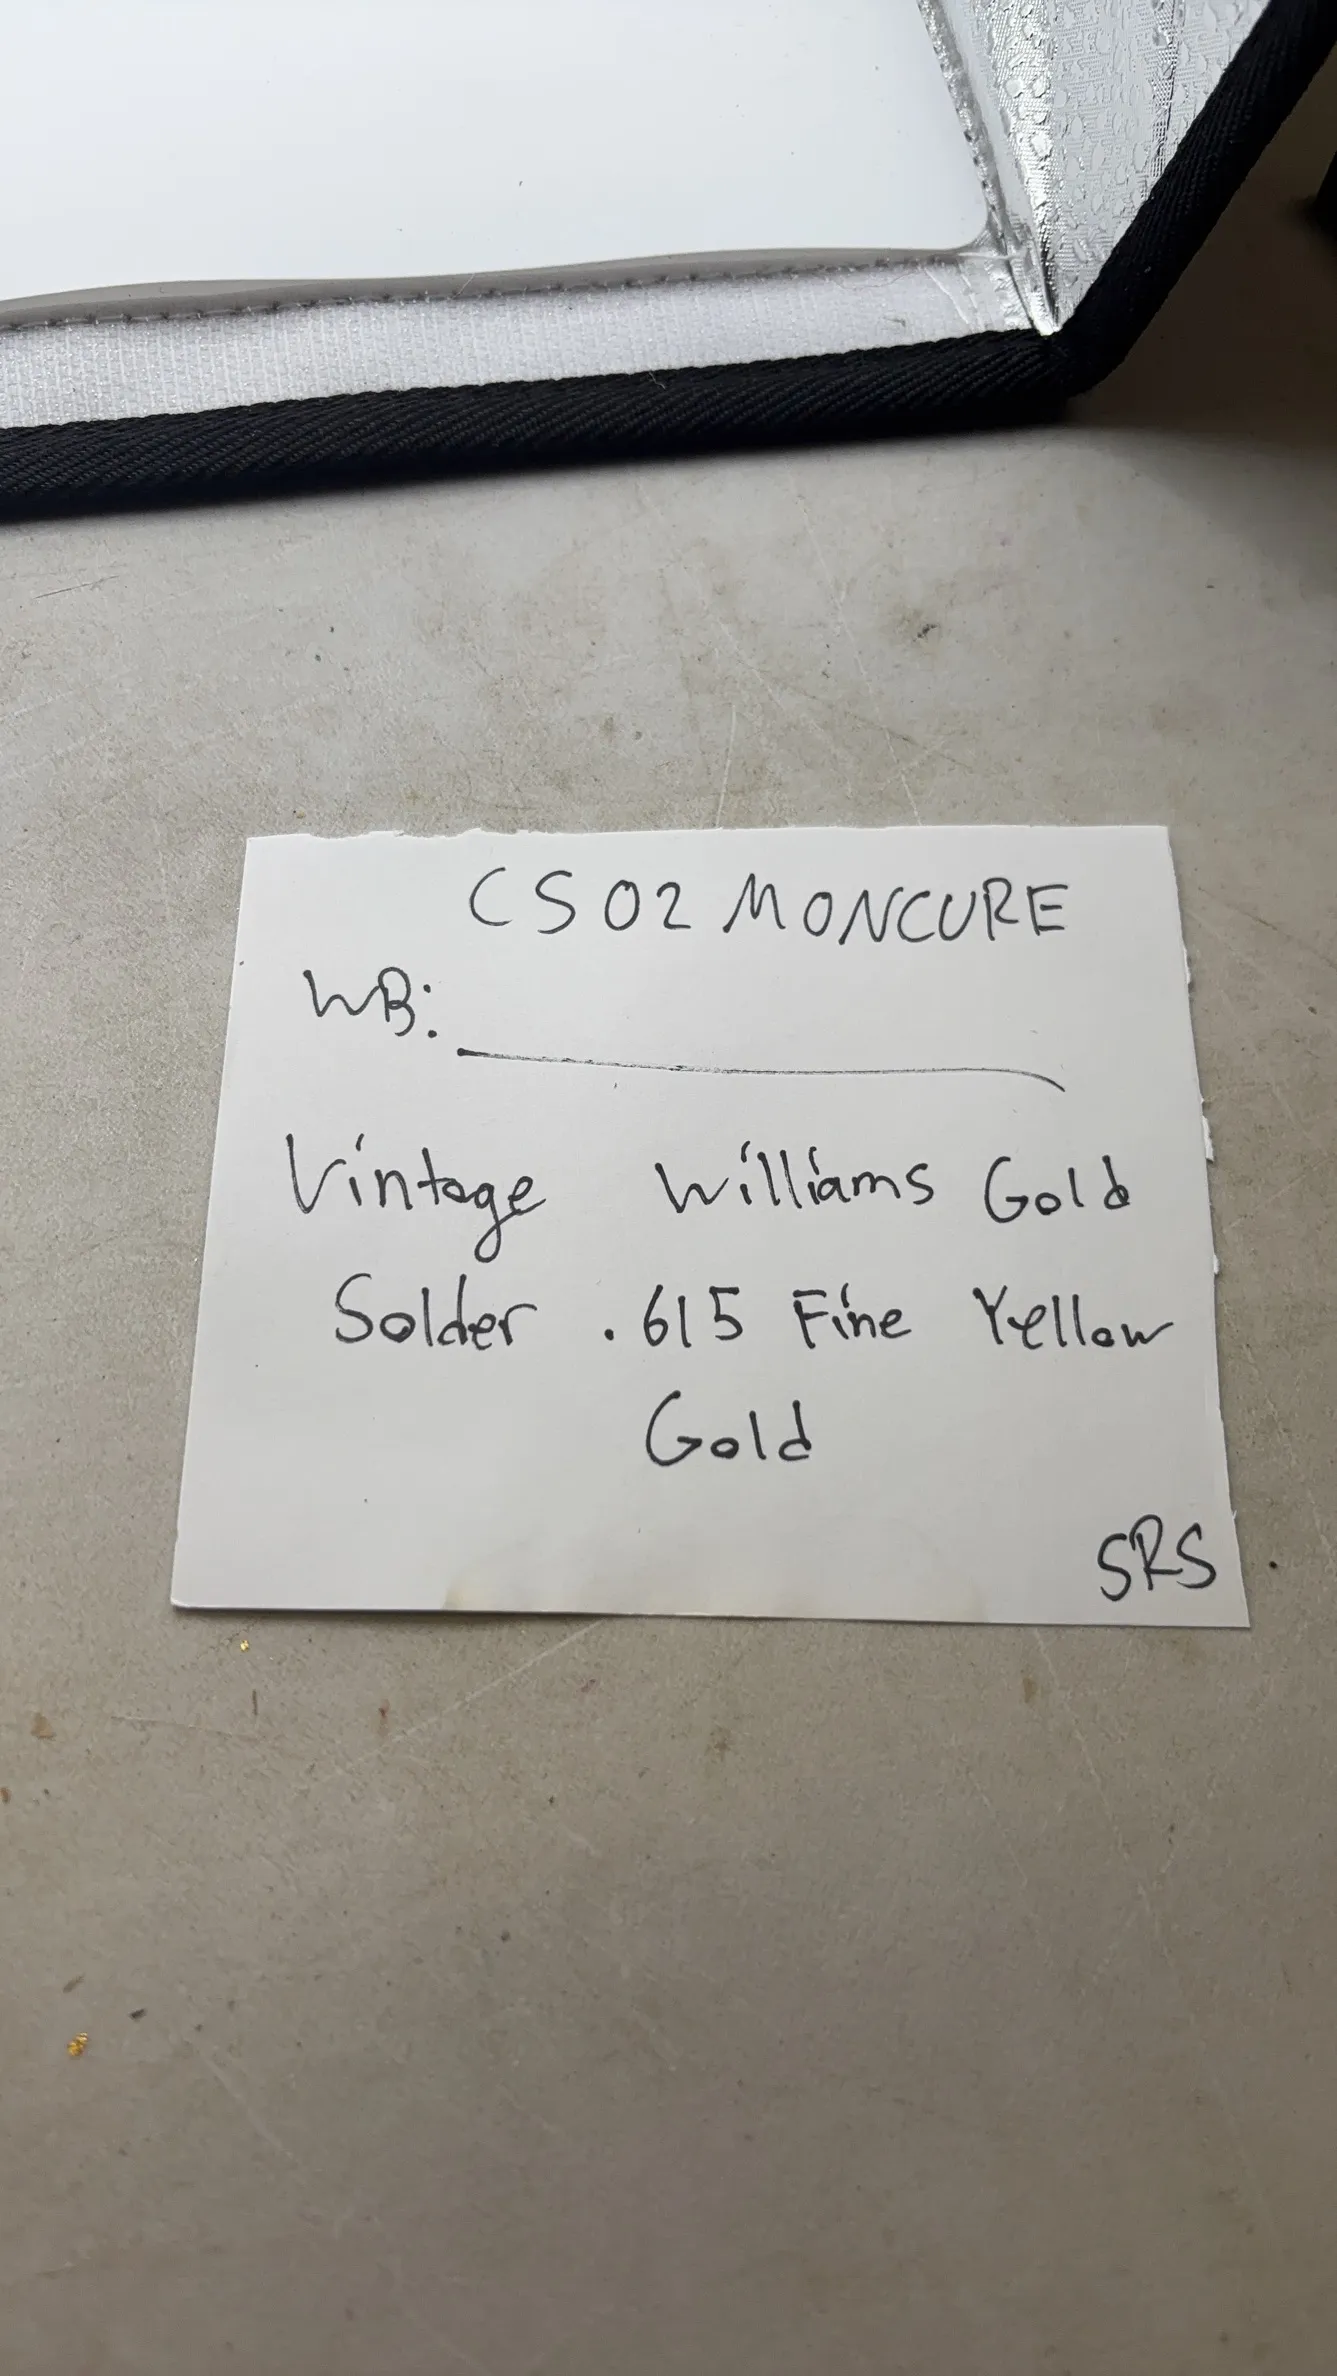 CS02 MONCURE
WB:
Vintage Williams Gold
Solder .615 Fine Yellow
Gold
SRS